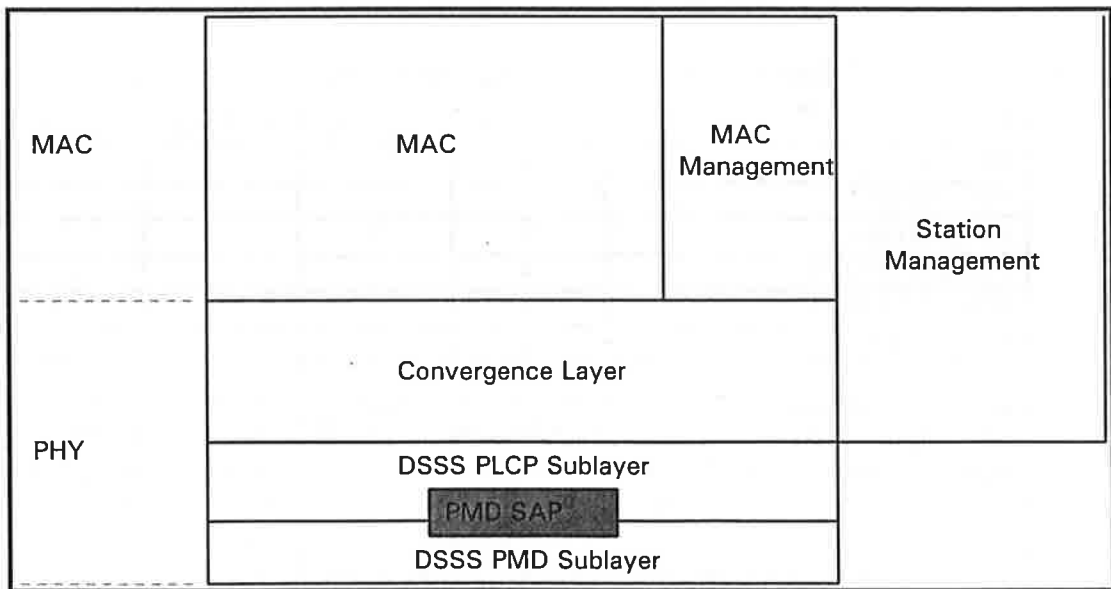 MAC
MAC
MAC
Management
Station
Management
Convergence Layer
PHY
DSSS PLCP Sublayer
PMD SAP
DSSS PMD Sublayer